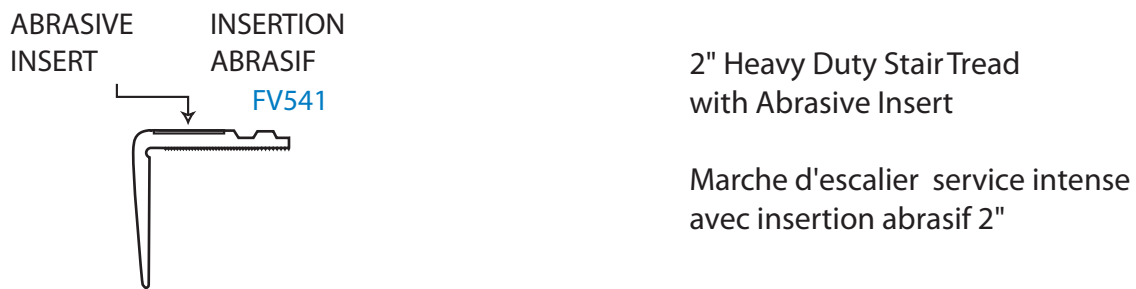 ABRASIVE
INSERT
INSERTION
ABRASIF
FV541
2" Heavy Duty Stair Tread
with Abrasive Insert
Marche d'escalier service intense
avec insertion abrasif 2"